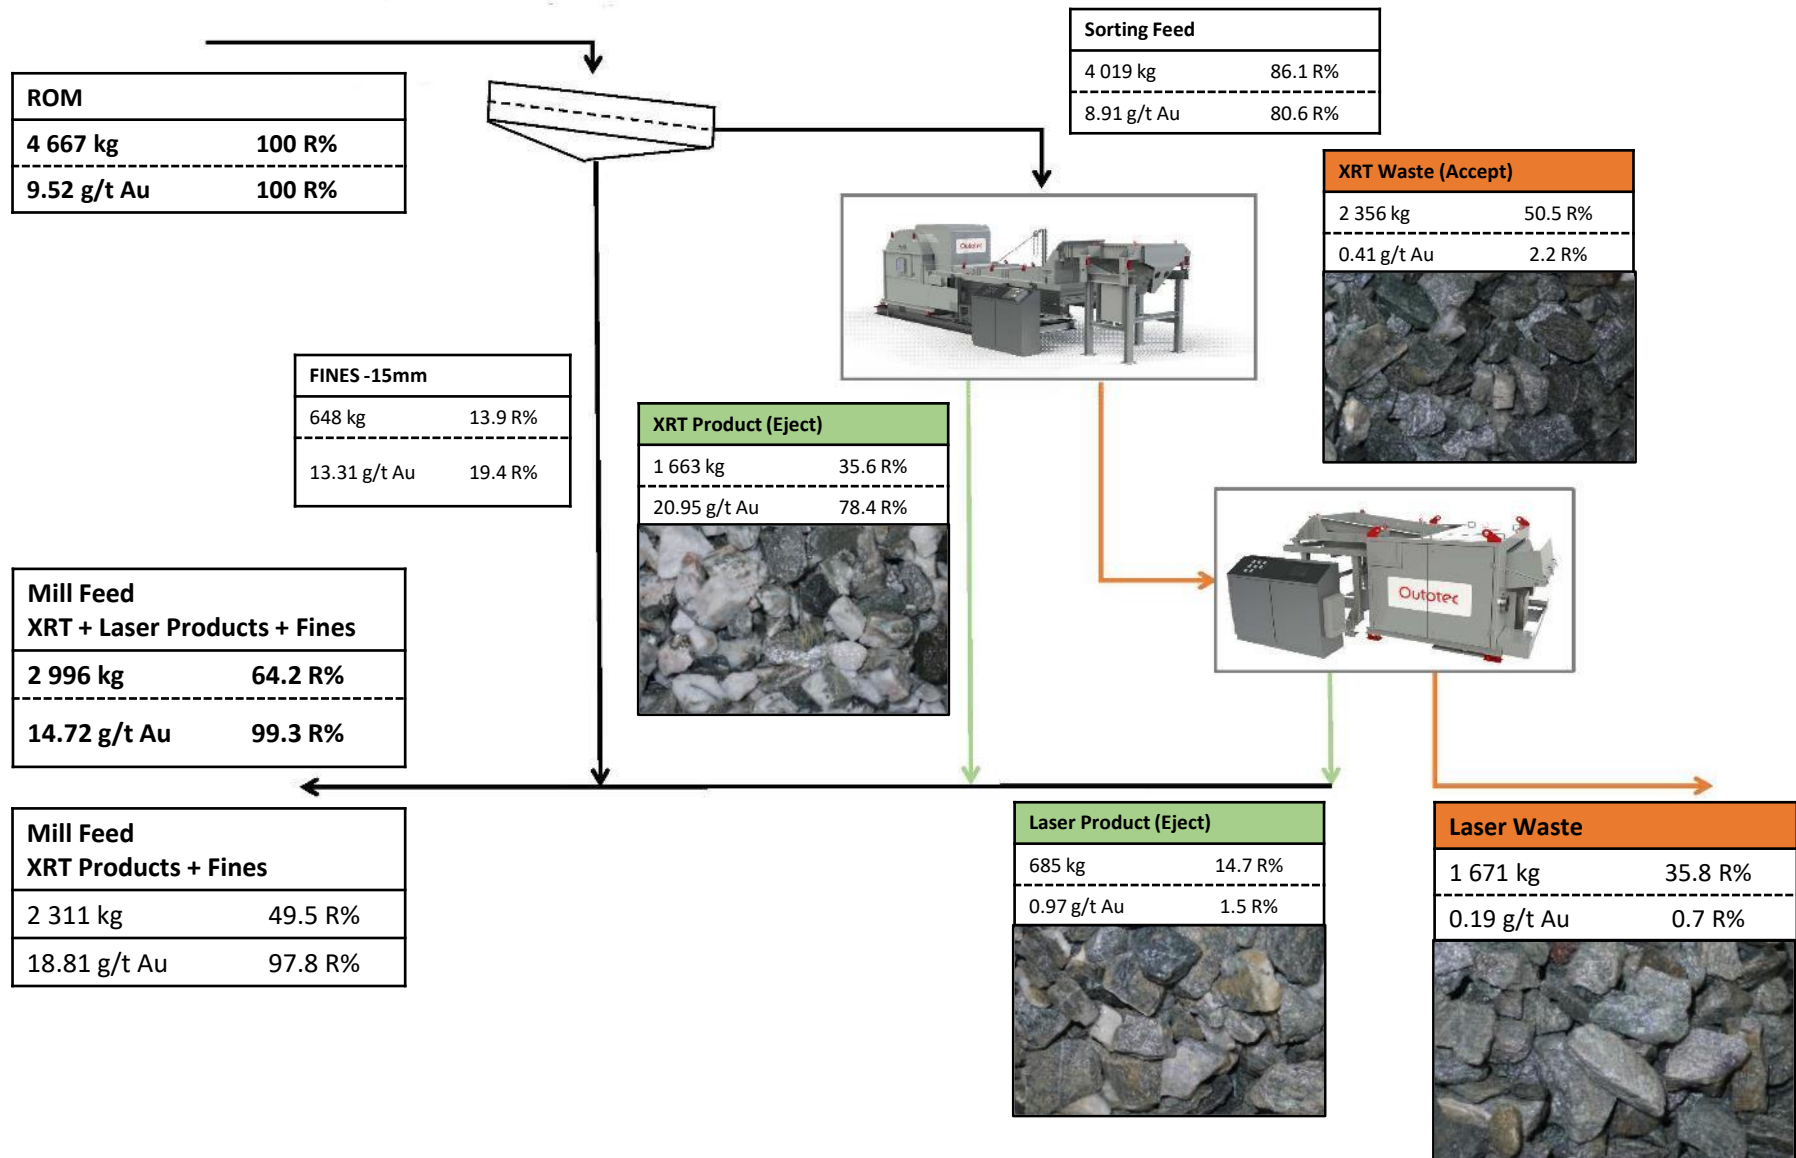 ROM
4 667 kg 100 R%
9.52 g/t Au 100 R%
Sorting Feed
4 019 kg 86.1 R%
8.91 g/t Au 80.6 R%
XRT Waste (Accept)
2 356 kg 50.5 R%
0.41 g/t Au 2.2 R%
Outotec
FINES -15mm
648 kg 13.9 R%
13.31 g/t Au 19.4 R%
XRT Product (Eject)
1 663 kg 35.6 R%
20.95 g/t Au 78.4 R%
Outotec
Mill Feed
XRT + Laser Products + Fines
2 996 kg 64.2 R%
14.72 g/t Au 99.3 R%
Mill Feed
XRT Products + Fines
2 311 kg 49.5 R%
18.81 g/t Au 97.8 R%
Laser Product (Eject)
685 kg 14.7 R%
0.97 g/t Au 1.5 R%
Laser Waste
1 671 kg 35.8 R%
0.19 g/t Au 0.7 R%